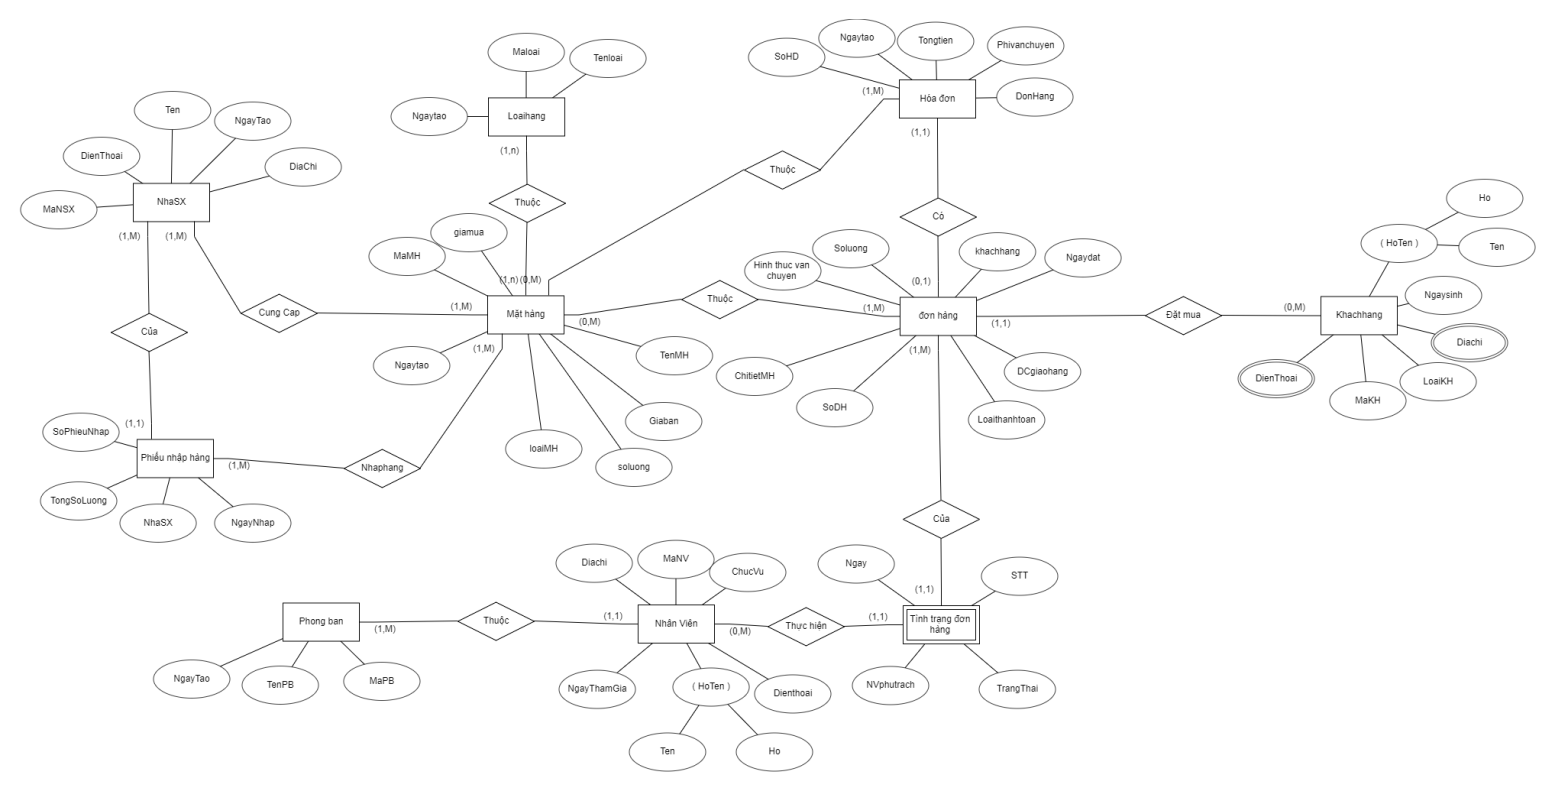 Ngaytao
Tongtien
Phivanchuyen
SoHD
Maloai
Tenloai
(1,M)
Hóa đơn
DonHang
Ten
NgayTao
Ngaytao
Loaihang
(1,1)
DienThoai
(1,n)
DiaChi
Thuộc
MaNSX
NhaSX
Thuộc
Có
Ho
(1,M)
(1,M)
giamua
MaMH
( HoTen )
Ten
Soluong
khachhang
Ngaydat
Hinh thuc van
chuyen
(1,n)
(0,M)
(0,1)
Ngaysinh
Cung Cap
(1,M)
Mặt hàng
(0,M)
Thuộc
(1,M)
đơn hàng
(1,1)
Đặt mua
(0,M)
Khachhang
Của
(1,M)
(1,M)
Diachi
Ngaytao
TenMH
ChitietMH
DCgiaohang
DienThoai
LoaiKH
MaKH
SoDH
Loaithanhtoan
Giaban
(1,1)
SoPhieuNhap
Phiếu nhập hàng
(1,M)
Nhaphang
loaiMH
soluong
TongSoLuong
NhaSX
NgayNhap
Của
Diachi
MaNV
ChucVu
Ngay
STT
(1,1)
Phong ban
(1,M)
Thuộc
(1,1)
Nhân Viên
(0,M)
Thực hiện
(1,1)
Tình trạng đơn
hàng
NgayTao
TenPB
MaPB
NgayThamGia
( HoTen )
Dienthoai
NVphutrach
TrangThai
Ten
Ho